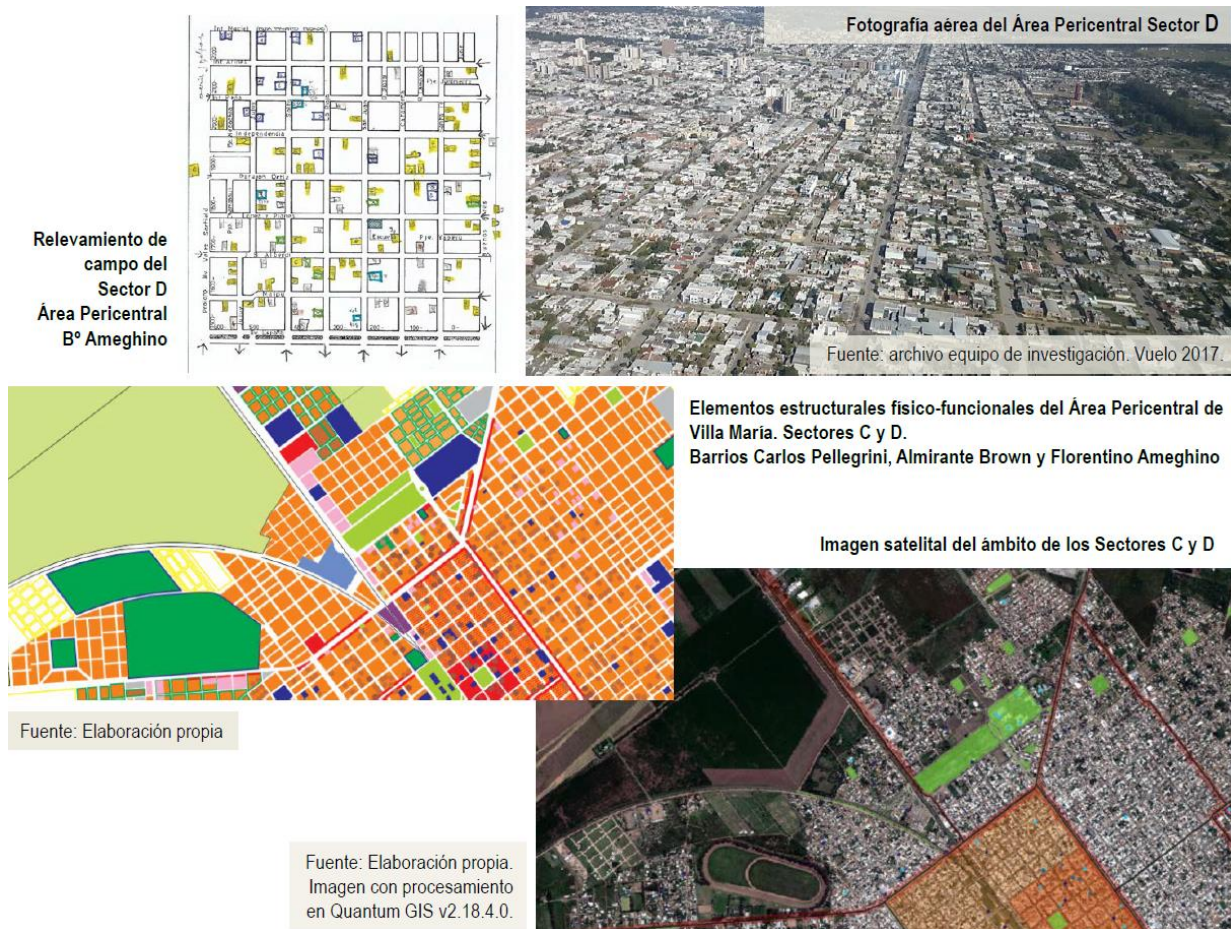 Fotografía aérea del Área Pericentral Sector D
Independencia
Relevamiento de
campo del
Sector D
Área Pericentral
Bº Ameghino
Fuente: archivo equipo de investigación. Vuelo 2017.
Elementos estructurales físico-funcionales del Área Pericentral de
Villa María. Sectores C y D.
Barrios Carlos Pellegrini, Almirante Brown y Florentino Ameghino
Imagen satelital del ámbito de los Sectores C y D
Fuente: Elaboración propia
Fuente: Elaboración propia.
Imagen con procesamiento
en Quantum GIS v2.18.4.0.